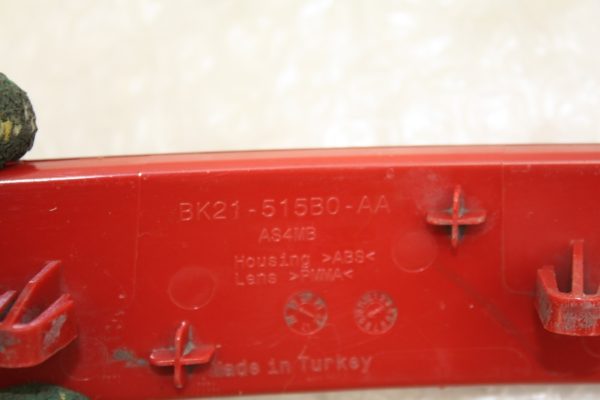 BK21-515B0-AA
AS4MB
Housing >ABS<
Lens >PMMA<
Made in Turkey